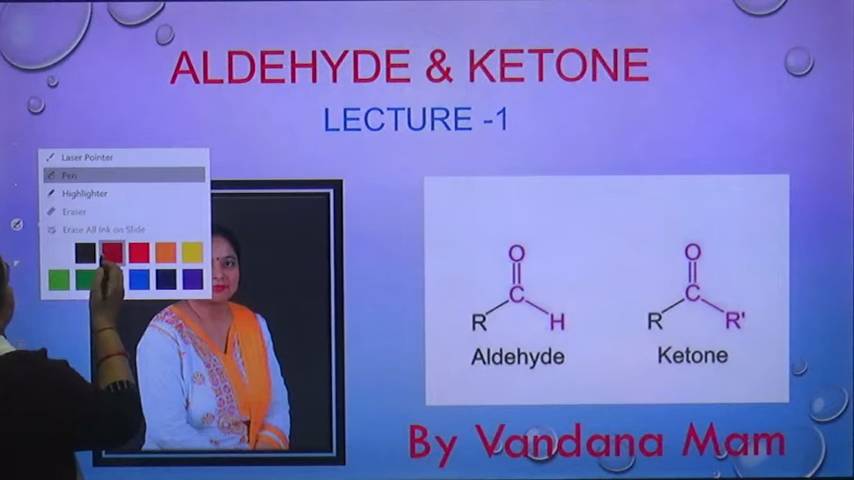 ALDEHYDE & KETONE
LECTURE -1
Laser Pointer
Pen
Highlighter
Eraser
Erase All Ink on Slide
O
C
R
H
Aldehyde
O
C
R
R'
Ketone
By Vandana Mam